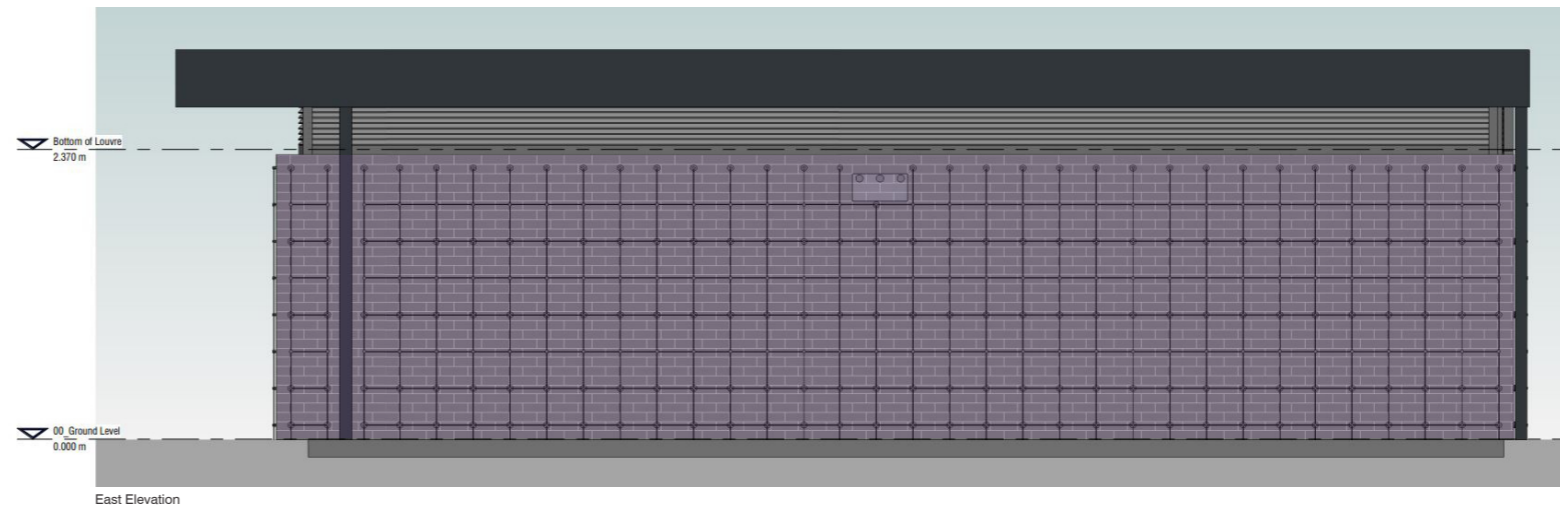 Bottom of Louvre
2.370 m
00_Ground Level
0.000 m
East Elevation